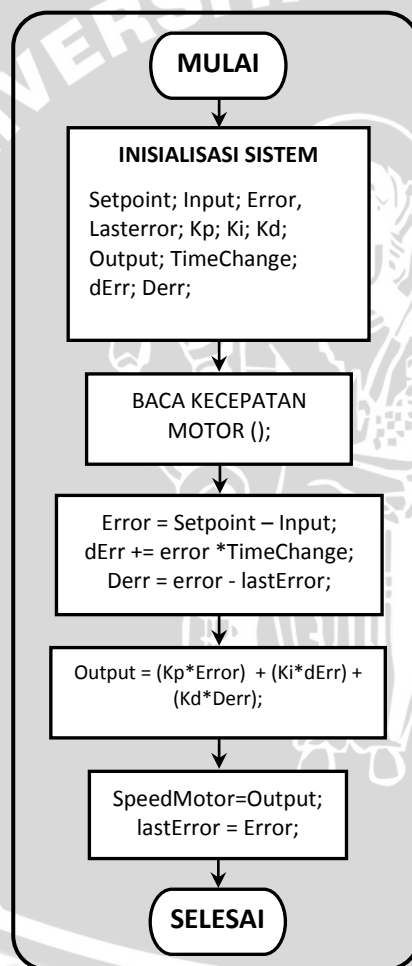 MULAI
INISIALISASI SISTEM
Setpoint; Input; Error,
Lasterror; Kp; Ki; Kd;
Output; TimeChange;
dErr; Derr;
BACA KECEPATAN
MOTOR ();
Error = Setpoint – Input;
dErr += error *TimeChange;
Derr = error - lastError;
Output = (Kp*Error) + (Ki*dErr) +
(Kd*Derr);
SpeedMotor=Output;
lastError = Error;
SELESAI